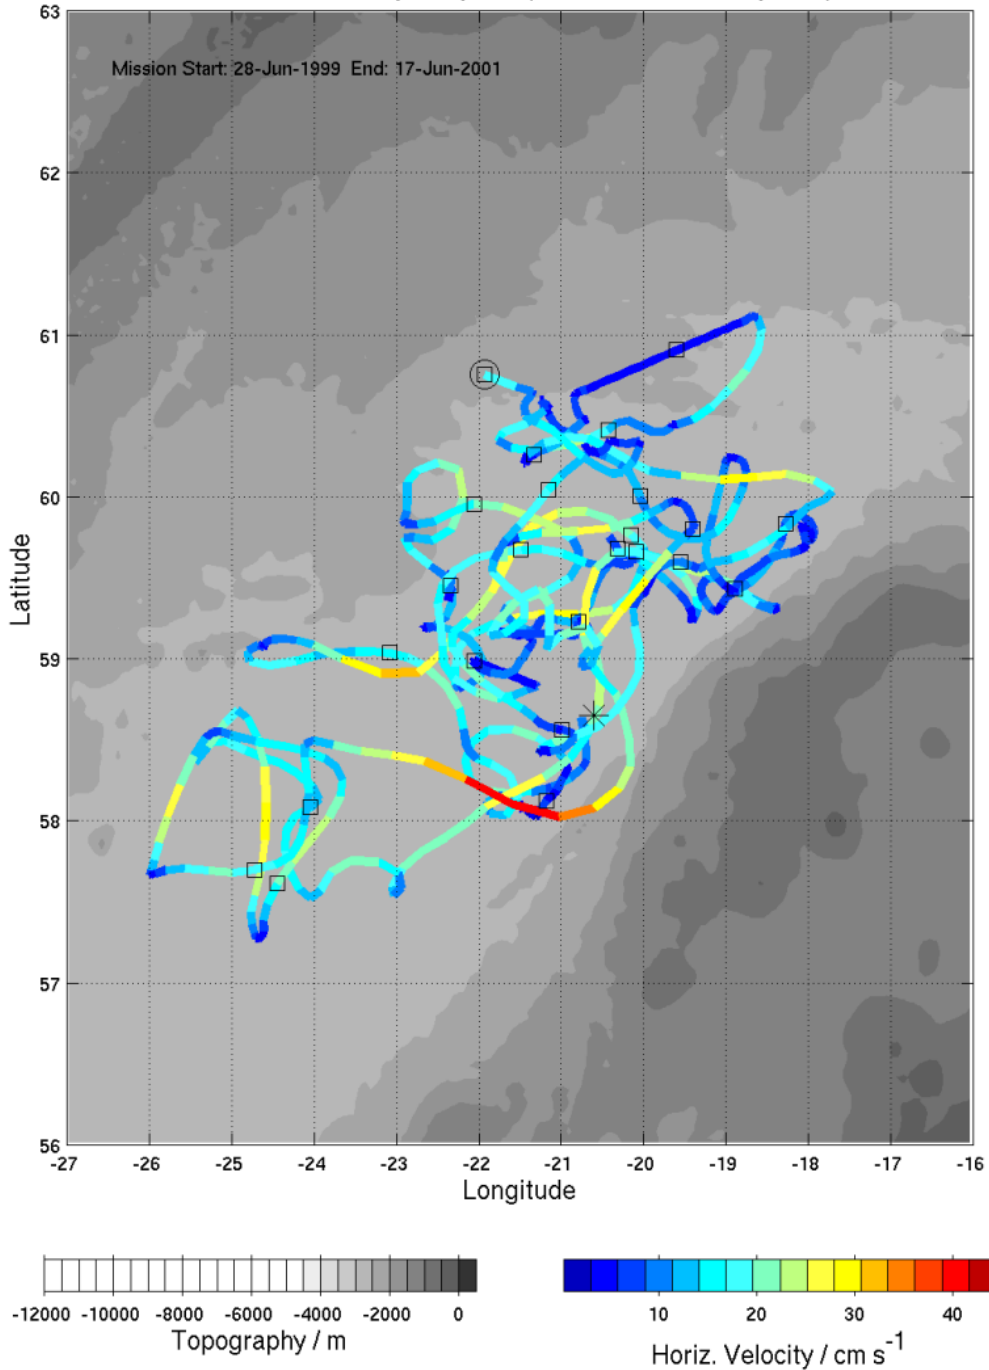 Mission Start: 28-Jun-1999 End: 17-Jun-2001
63
62
61
60
59
58
57
56
Latitude
-27 -26 -25 -24 -23 -22 -21 -20 -19 -18 -17 -16
Longitude
-12000 -10000 -8000 -6000 -4000 -2000 0
Topography / m
10 20 30 40
Horiz. Velocity / cm s⁻¹